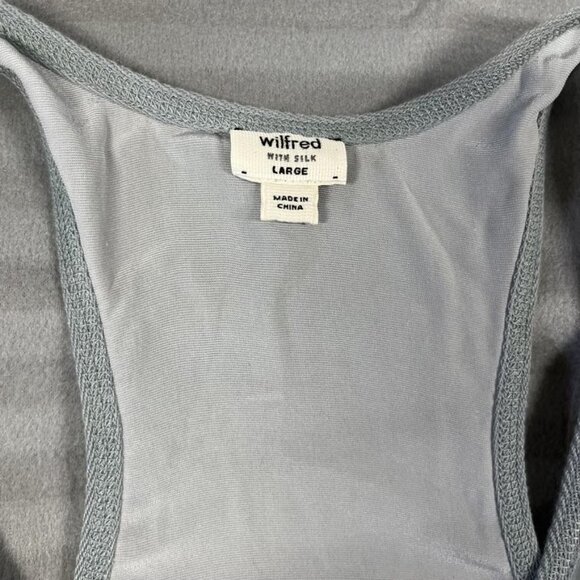 wilfred
WITH SILK
LARGE
MADE IN
CHINA